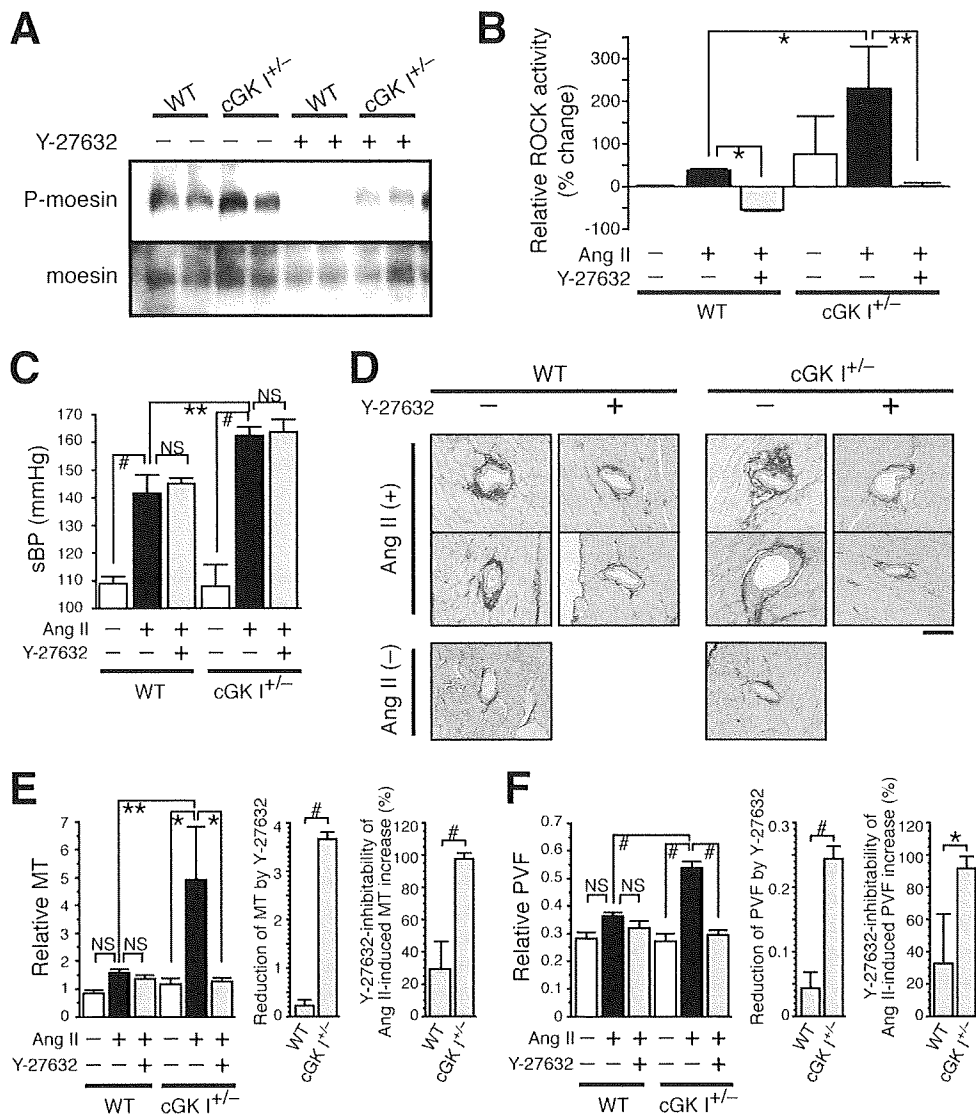 A
WT cGK I+/– WT cGK I+/–
Y-27632 – – – – + + + +
P-moesin
moesin
B
Relative ROCK activity
(% change)
300
200
100
0
-100
* **
*
Ang II – + + – + +
Y-27632 – – + – – +
WT cGK I+/–
C
sBP (mmHg)
170
160
150
140
130
120
110
100
** NS
# NS #
Ang II – + + – + +
Y-27632 – – + – – +
WT cGK I+/–
D
WT cGK I+/–
Y-27632 – + – +
Ang II (+)
Ang II (–)
E
Relative MT
7
6
5
4
3
2
1
0
** * *
NS NS
Ang II – + + – + +
Y-27632 – – + – – +
WT cGK I+/–
Reduction of MT by Y-27632
4
2
0
#
WT
cGK I+/–
Y-27632-inhibitability of
Ang II-induced MT increase (%)
120
100
80
60
40
20
0
#
WT
cGK I+/–
F
Relative PVF
0.7
0.6
0.5
0.4
0.3
0.2
0.1
0
# # #
NS NS
Ang II – + + – + +
Y-27632 – – + – – +
WT cGK I+/–
Reduction of PVF by Y-27632
0.3
0.2
0.1
0.0
#
WT
cGK I+/–
Y-27632-inhibitability of
Ang II-induced PVF increase (%)
120
100
80
60
40
20
0
*
WT
cGK I+/–